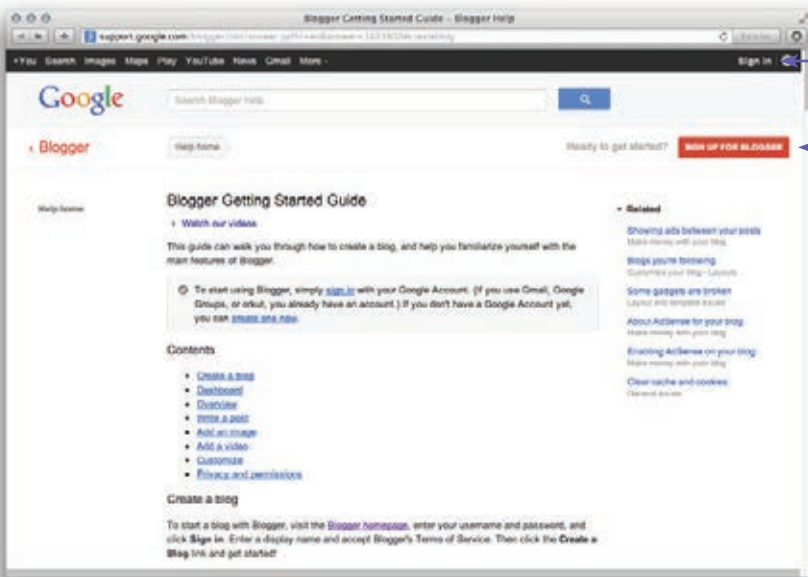 Blogger Getting Started Guide – Blogger Help
support.google.com
Reader
+You Search Images Maps Play YouTube News Gmail More
Sign in
Google
Search Blogger Help
‹ Blogger
Help home
Ready to get started?
SIGN UP FOR BLOGGER
Help home
Blogger Getting Started Guide
Watch our videos
This guide can walk you through how to create a blog, and help you familiarize yourself with the
main features of Blogger.
To start using Blogger, simply sign in with your Google Account. (If you use Gmail, Google
Groups, or orkut, you already have an account.) If you don't have a Google Account yet,
you can create one now.
Contents
• Create a blog
• Dashboard
• Overview
• Write a post
• Add an image
• Add a video
• Customize
• Privacy and permissions
Create a blog
To start a blog with Blogger, visit the Blogger homepage, enter your username and password, and
click Sign in. Enter a display name and accept Blogger's Terms of Service. Then click the Create a
Blog link and get started!
Related
Showing ads between your posts
Make money with your blog
Blogs you're following
Customize your blog - Layouts
Some gadgets are broken
Layout and template issues
About AdSense for your blog
Make money with your blog
Enabling AdSense on your blog
Make money with your blog
Clear cache and cookies
General issues